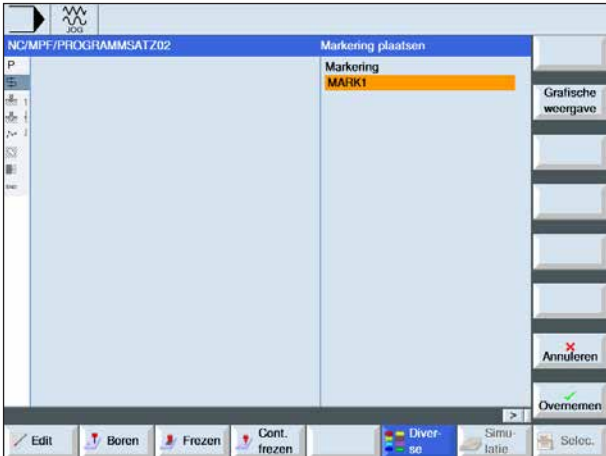 JOG
NC/MPF/PROGRAMMSATZ02
Markering plaatsen
P
Markering
MARK1
Grafische
weergave
Annuleren
Overnemen
>
Edit
Boren
Frezen
Cont.
frezen
Diver-
se
Simu-
latie
Selec.